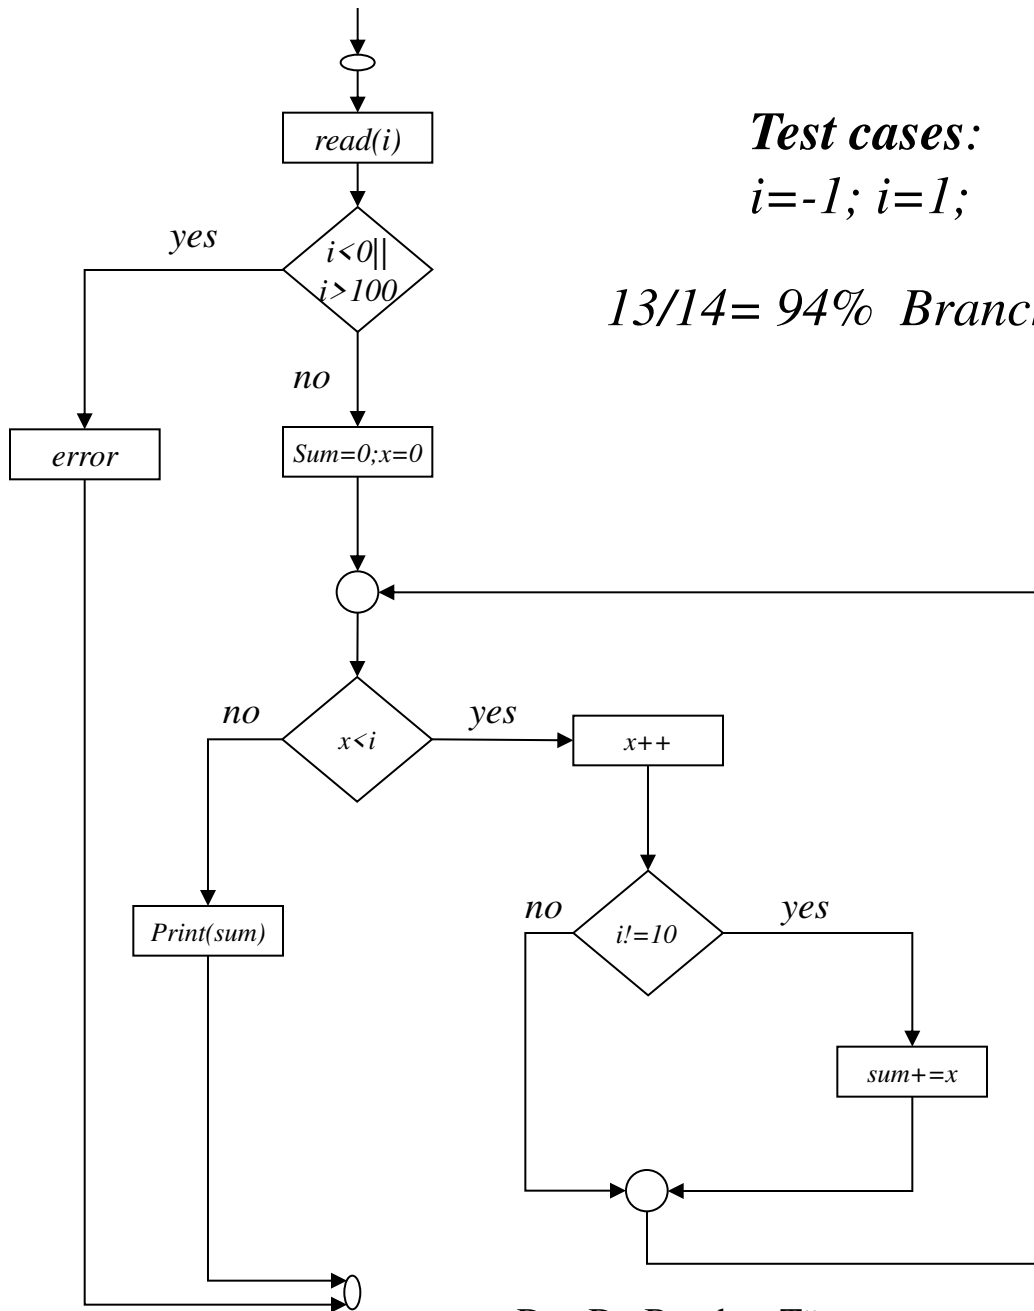 read(i)
Test cases:
i=-1; i=1;
yes
i<0||
i>100
13/14= 94%
no
Sum=0;x=0
error
no
yes
x<i
x++
no
yes
i!=10
Print(sum)
sum+=x